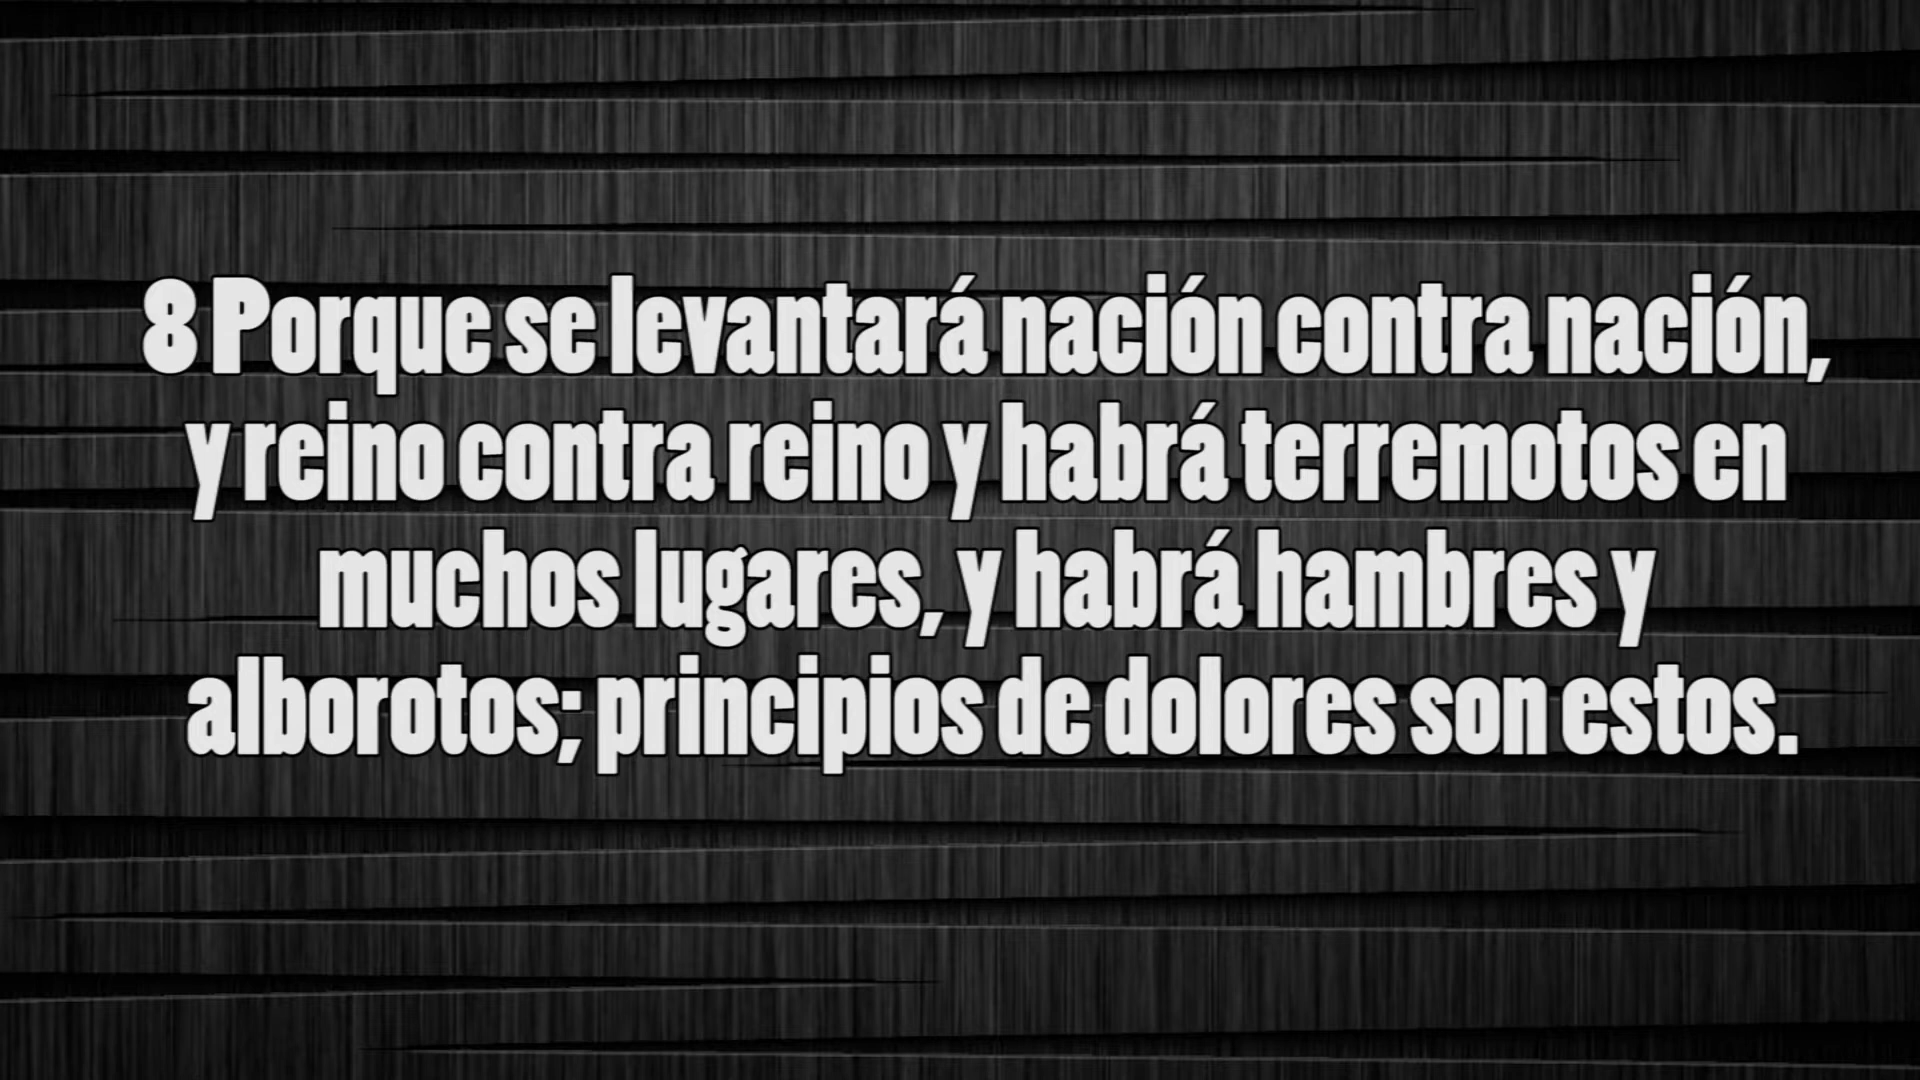 8 Porque se levantará nación contra nación,
y reino contra reino y habrá terremotos en
muchos lugares, y habrá hambres y
alborotos; principios de dolores son estos.